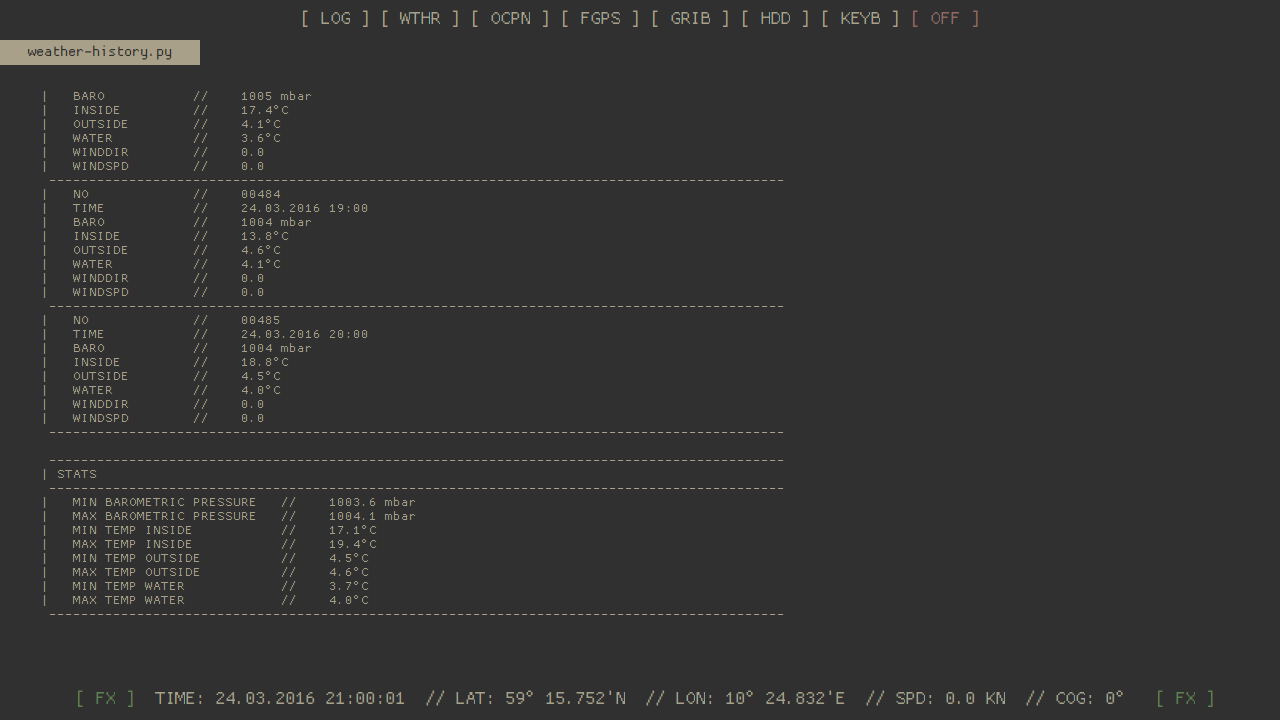 [ LOG ] [ WTHR ] [ OCPN ] [ FGPS ] [ GRIB ] [ HDD ] [ KEYB ] [ OFF ]
weather-history.py
| BARO // 1005 mbar
| INSIDE // 17.4°C
| OUTSIDE // 4.1°C
| WATER // 3.6°C
| WINDDIR // 0.0
| WINDSPD // 0.0
| NO // 00484
| TIME // 24.03.2016 19:00
| BARO // 1004 mbar
| INSIDE // 13.8°C
| OUTSIDE // 4.6°C
| WATER // 4.1°C
| WINDDIR // 0.0
| WINDSPD // 0.0
| NO // 00485
| TIME // 24.03.2016 20:00
| BARO // 1004 mbar
| INSIDE // 18.8°C
| OUTSIDE // 4.5°C
| WATER // 4.0°C
| WINDDIR // 0.0
| WINDSPD // 0.0
| STATS
| MIN BAROMETRIC PRESSURE // 1003.6 mbar
| MAX BAROMETRIC PRESSURE // 1004.1 mbar
| MIN TEMP INSIDE // 17.1°C
| MAX TEMP INSIDE // 19.4°C
| MIN TEMP OUTSIDE // 4.5°C
| MAX TEMP OUTSIDE // 4.6°C
| MIN TEMP WATER // 3.7°C
| MAX TEMP WATER // 4.0°C
[ FX ] TIME: 24.03.2016 21:00:01 // LAT: 59° 15.752'N // LON: 10° 24.832'E // SPD: 0.0 KN // COG: 0° [ FX ]